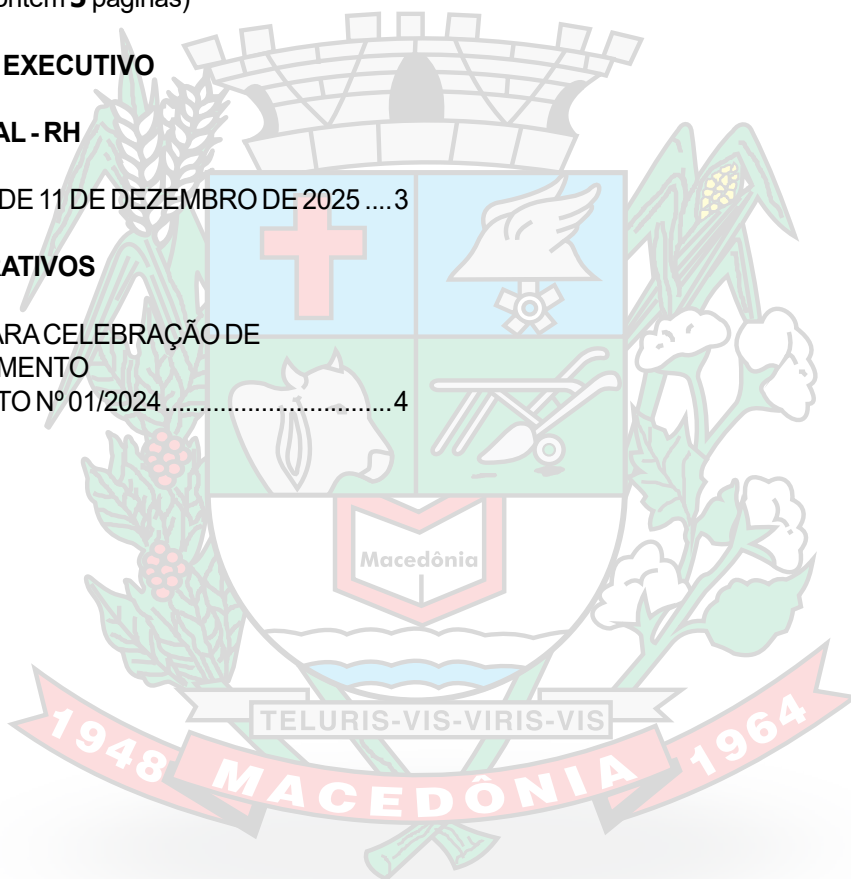 ontém 5 páginas)
EXECUTIVO
AL - RH
DE 11 DE DEZEMBRO DE 2025 ....3
RATIVOS
ARA CELEBRAÇÃO DE
MENTO
TO Nº 01/2024 ................................4
Macedônia
TELURIS-VIS-VIRIS-VIS
1948 MACEDÔNIA 1964